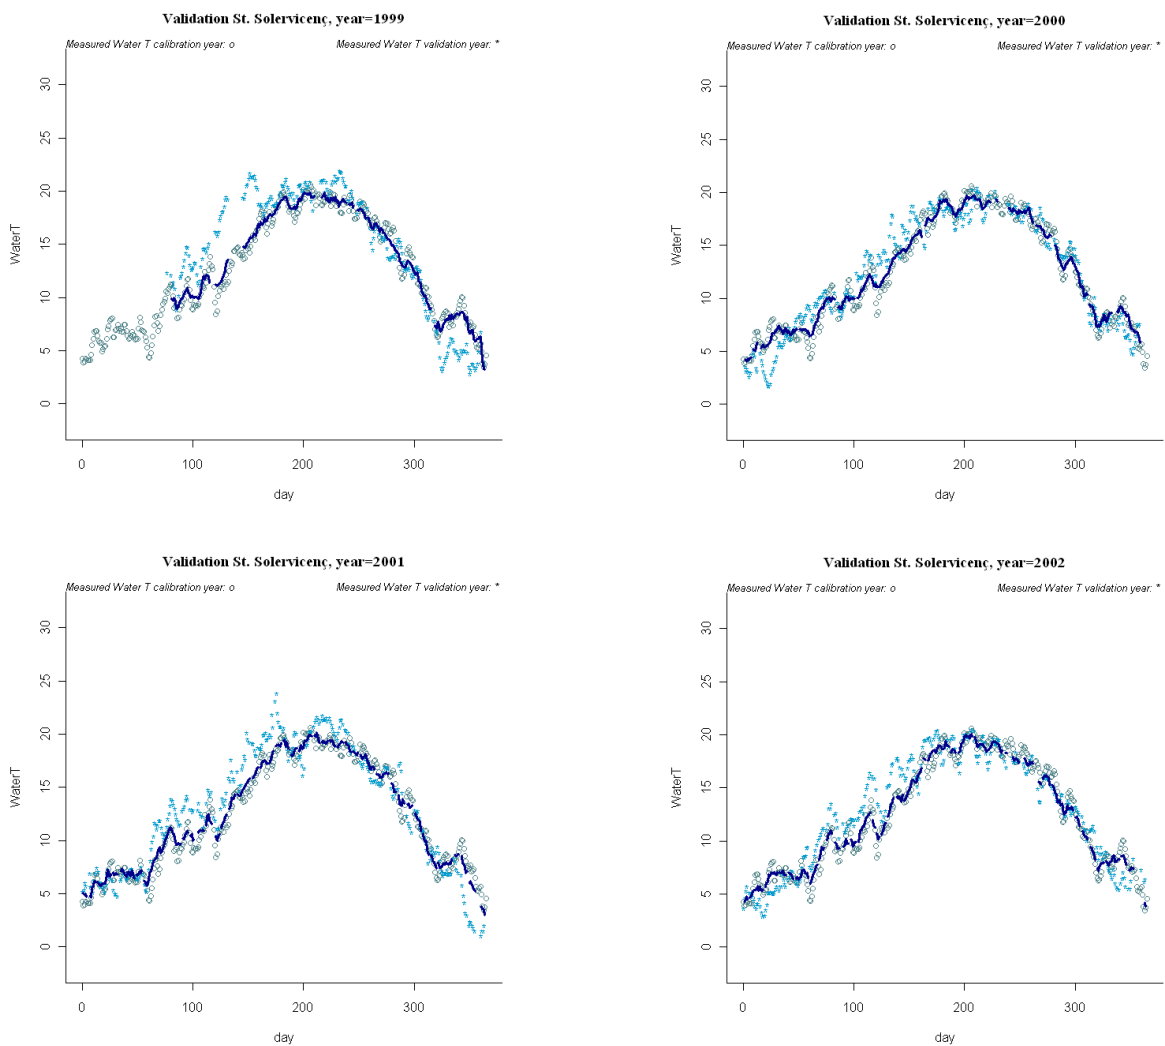 Validation St. Solervicenç, year=1999
Measured Water T calibration year: o Measured Water T validation year: *
30
25
20
15
10
5
0
WaterT
0 100 200 300
day
Validation St. Solervicenç, year=2000
Measured Water T calibration year: o Measured Water T validation year: *
30
25
20
15
10
5
0
WaterT
0 100 200 300
day
Validation St. Solervicenç, year=2001
Measured Water T calibration year: o Measured Water T validation year: *
30
25
20
15
10
5
0
WaterT
0 100 200 300
day
Validation St. Solervicenç, year=2002
Measured Water T calibration year: o Measured Water T validation year: *
30
25
20
15
10
5
0
WaterT
0 100 200 300
day